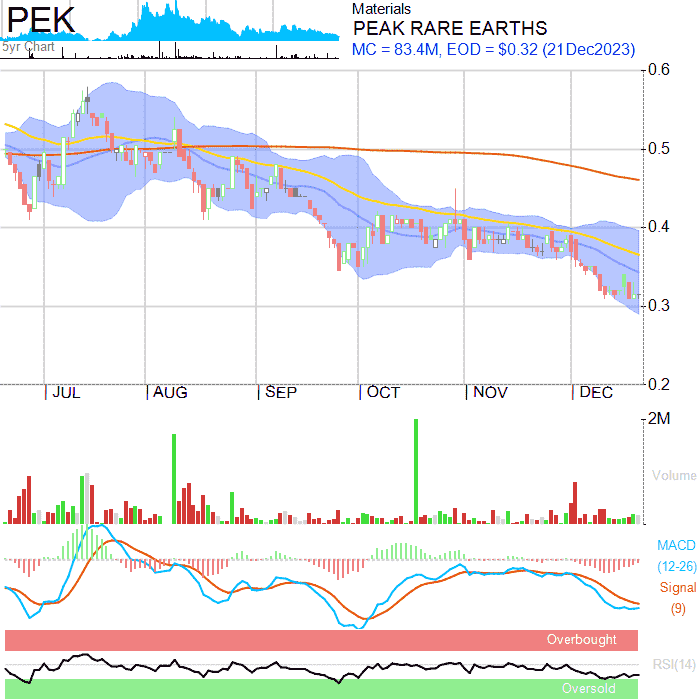 PEK
5yr Chart
Materials
PEAK RARE EARTHS
MC = 83.4M, EOD = $0.32 (21Dec2023)
0.6
0.5
0.4
0.3
0.2
JUL AUG SEP OCT NOV DEC
2M
Volume
MACD
(12-26)
Signal
(9)
Overbought
RSI(14)
Oversold